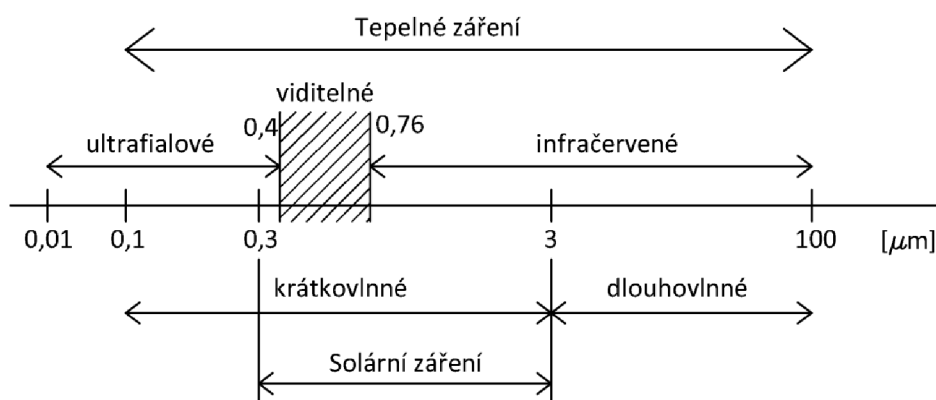 Tepelné záření
viditelné
0,4
0,76
ultrafialové
infračervené
0,01
0,1
0,3
3
100
[μm]
krátkovlnné
dlouhovlnné
Solární záření